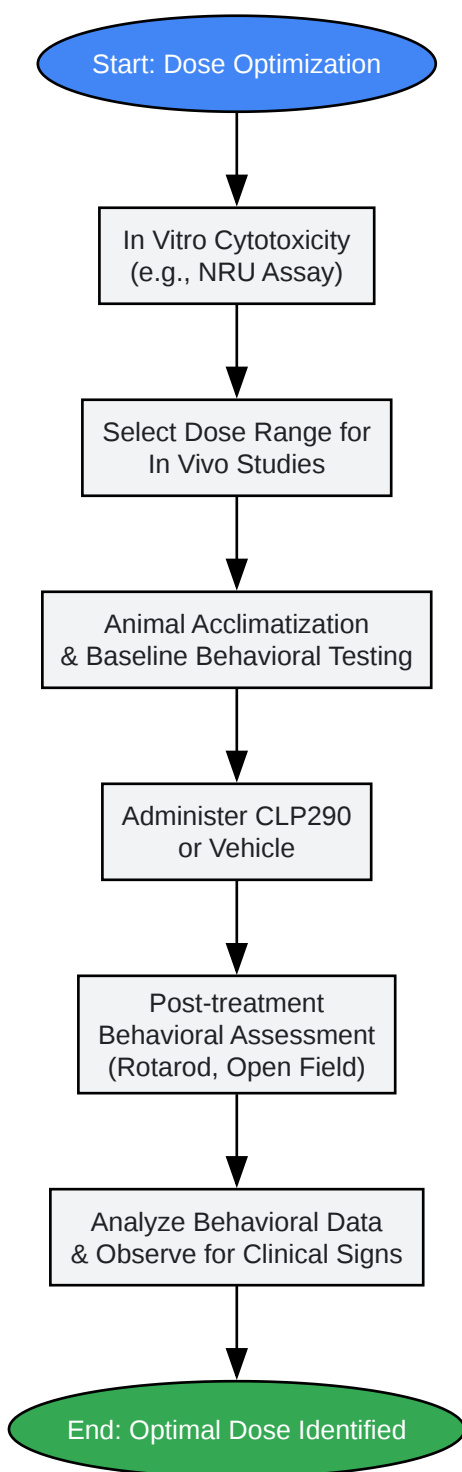 Start: Dose Optimization
In Vitro Cytotoxicity
(e.g., NRU Assay)
Select Dose Range for
In Vivo Studies
Animal Acclimatization
& Baseline Behavioral Testing
Administer CLP290
or Vehicle
Post-treatment
Behavioral Assessment
(Rotarod, Open Field)
Analyze Behavioral Data
& Observe for Clinical Signs
End: Optimal Dose Identified